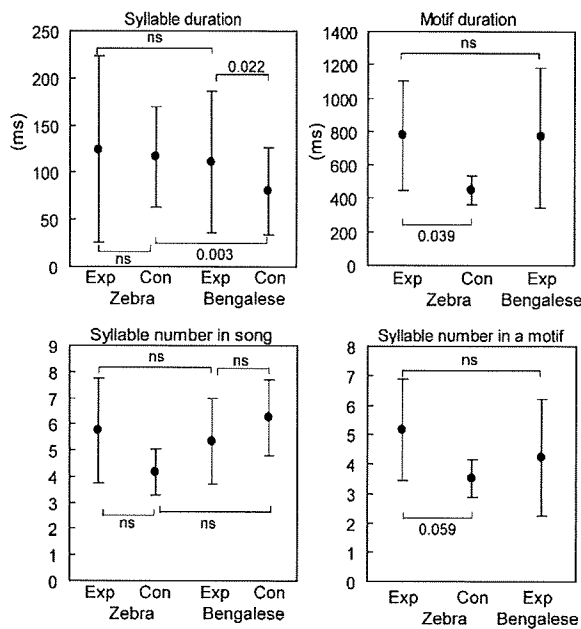 Syllable duration
250
200
150
100
50
0
(ms)
ns
0.022
ns
0.003
Exp Con Exp Con
Zebra Bengalese
Motif duration
1400
1200
1000
800
600
400
200
0
(ms)
ns
0.039
Exp Con Exp
Zebra Bengalese
Syllable number in song
9
8
7
6
5
4
3
2
1
0
ns
ns
ns
ns
Exp Con Exp Con
Zebra Bengalese
Syllable number in a motif
8
7
6
5
4
3
2
1
0
ns
0.059
Exp Con Exp
Zebra Bengalese